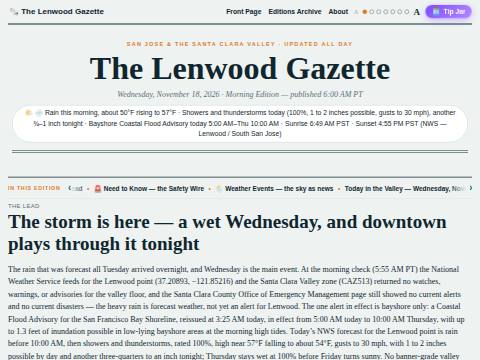 The Lenwood Gazette
Front Page Editions Archive About A A Tip Jar
SAN JOSE & THE SANTA CLARA VALLEY · UPDATED ALL DAY
The Lenwood Gazette
Wednesday, November 18, 2026 · Morning Edition — published 6:00 AM PT
Rain this morning, about 50°F rising to 57°F · Showers and thunderstorms today (100%, 1 to 2 inches possible, gusts to 30 mph), another
¾–1 inch tonight · Bayshore Coastal Flood Advisory today 5:00 AM–Thu 10:00 AM · Sunrise 6:49 AM PST · Sunset 4:55 PM PST (NWS —
Lenwood / South San Jose)
IN THIS EDITION ‹ ead • Need to Know — the Safety Wire • Weather Events — the sky as news • Today in the Valley — Wednesday, Nov ›
THE LEAD
The storm is here — a wet Wednesday, and downtown
plays through it tonight
The rain that was forecast all Tuesday arrived overnight, and Wednesday is the main event. At the morning check (5:55 AM PT) the National
Weather Service feeds for the Lenwood point (37.20893, −121.85216) and the Santa Clara Valley zone (CAZ513) returned no watches,
warnings, or advisories for the valley floor, and the Santa Clara County Office of Emergency Management page still showed no current alerts
and no current disasters — the heavy rain is forecast weather, not yet an alert for Lenwood. The one alert in effect is bayshore only: a Coastal
Flood Advisory for the San Francisco Bay Shoreline, reissued at 3:25 AM today, in effect from 5:00 AM today to 10:00 AM Thursday, with up
to 1.3 feet of inundation possible in low-lying bayshore areas at the morning high tides. Today’s NWS forecast for the Lenwood point is rain
before 10:00 AM, then showers and thunderstorms, rated 100%, high near 57°F falling to about 54°F, gusts to 30 mph, with 1 to 2 inches
possible by day and another three-quarters to an inch tonight; Thursday stays wet at 100% before Friday turns sunny. No banner-grade valley